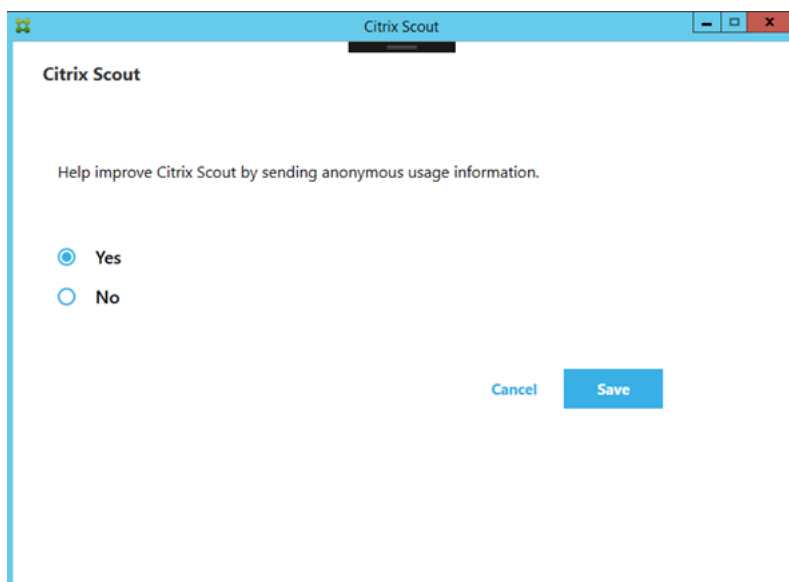 Citrix Scout
Citrix Scout
Help improve Citrix Scout by sending anonymous usage information.
Yes
No
Cancel Save